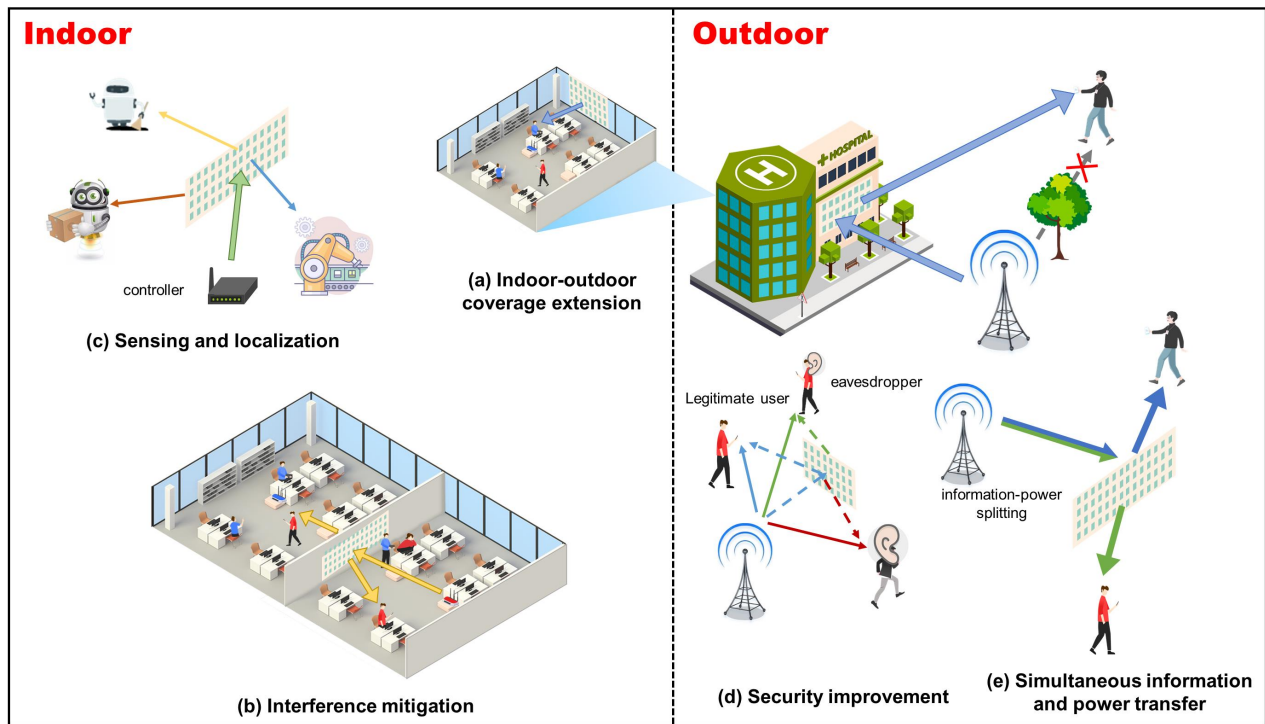 Indoor
Outdoor
H
HOSPITAL
(a) Indoor-outdoor
coverage extension
controller
(c) Sensing and localization
Legitimate user
eavesdropper
information-power
splitting
(b) Interference mitigation
(d) Security improvement
(e) Simultaneous information
and power transfer